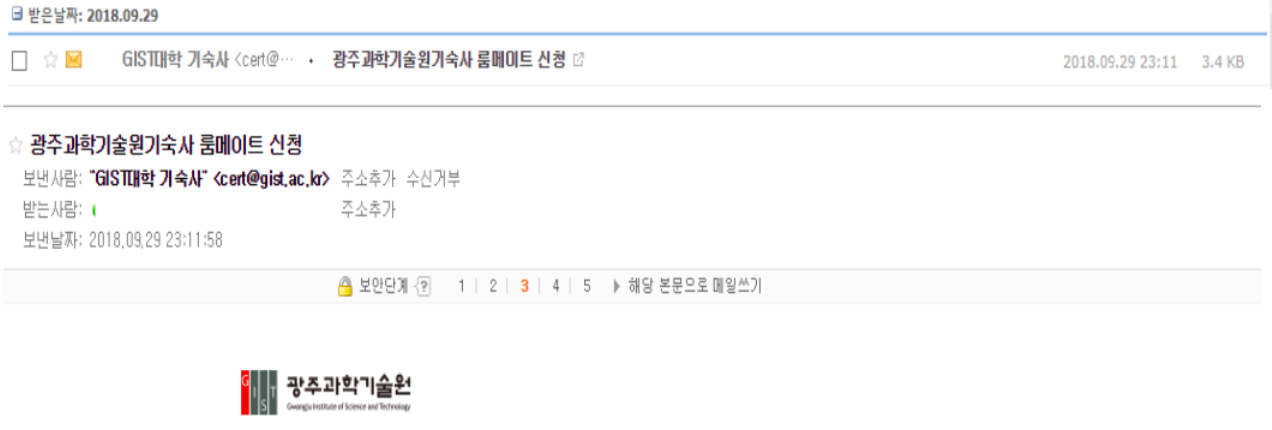 받은날짜: 2018.09.29
GIST대학 기숙사 <cert@··· • 광주과학기술원기숙사 룸메이트 신청 2018.09.29 23:11 3.4 KB
광주과학기술원기숙사 룸메이트 신청
보낸사람: "GIST대학 기숙사" <cert@gist.ac.kr> 주소추가 수신거부
받는사람: 주소추가
보낸날짜: 2018.09.29 23:11:58
보안단계 ? 1 | 2 | 3 | 4 | 5 ▶ 해당 본문으로 메일쓰기
GIST 광주과학기술원
Gwangju Institute of Science and Technology